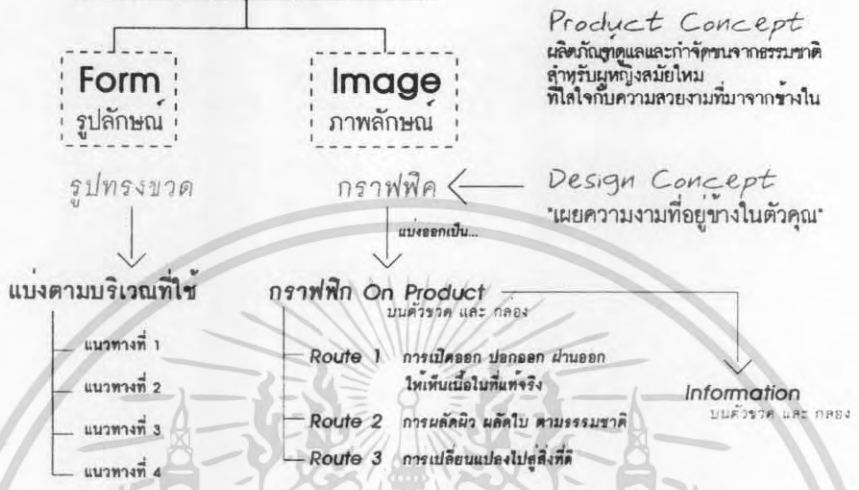 Form
รูปลักษณ์
Image
ภาพลักษณ์
Product Concept
ผลิตภัณฑ์ดูแลและกำจัดขนจากธรรมชาติ
สำหรับผู้หญิงสมัยใหม่
ที่ใส่ใจกับความสวยงามที่มาจากข้างใน
รูปทรงขวด
กราฟฟิค
Design Concept
"เผยความงามที่อยู่ข้างในตัวคุณ"
แบ่งออกเป็น...
แบ่งตามบริเวณที่ใช้
แนวทางที่ 1
แนวทางที่ 2
แนวทางที่ 3
แนวทางที่ 4
กราฟฟิก On Product
บนตัวขวด และ กล่อง
Route 1 การเปิดออก ปอกออก ฝานออก
ให้เห็นเนื้อในที่แท้จริง
Route 2 การผลัดผิว ผลัดใบ ตามธรรมชาติ
Route 3 การเปลี่ยนแปลงไปสู่สิ่งที่ดี
Information
บนตัวขวด และ กล่อง